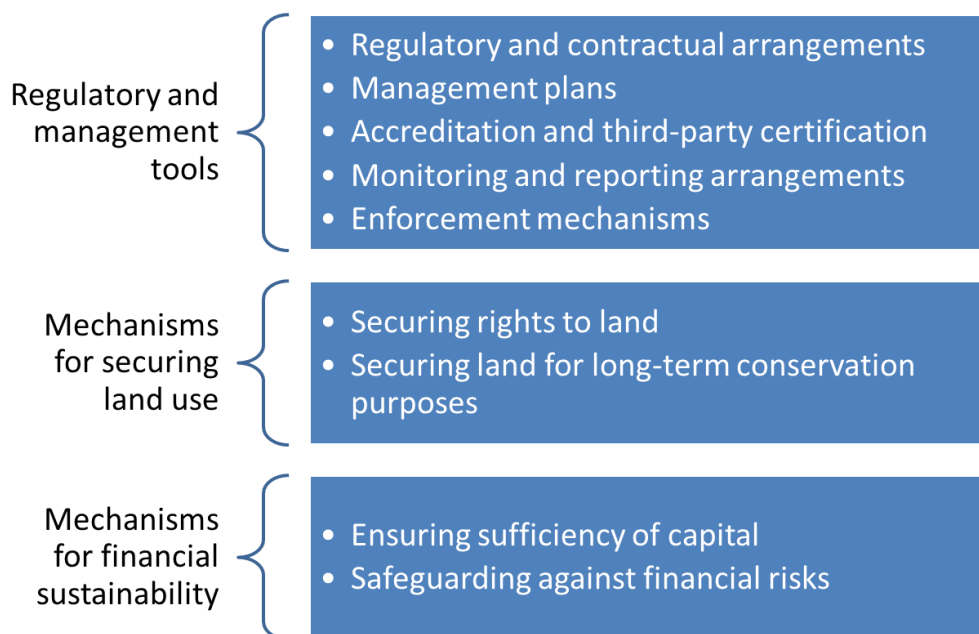 Regulatory and
management
tools
• Regulatory and contractual arrangements
• Management plans
• Accreditation and third-party certification
• Monitoring and reporting arrangements
• Enforcement mechanisms
Mechanisms
for securing
land use
• Securing rights to land
• Securing land for long-term conservation
purposes
Mechanisms
for financial
sustainability
• Ensuring sufficiency of capital
• Safeguarding against financial risks